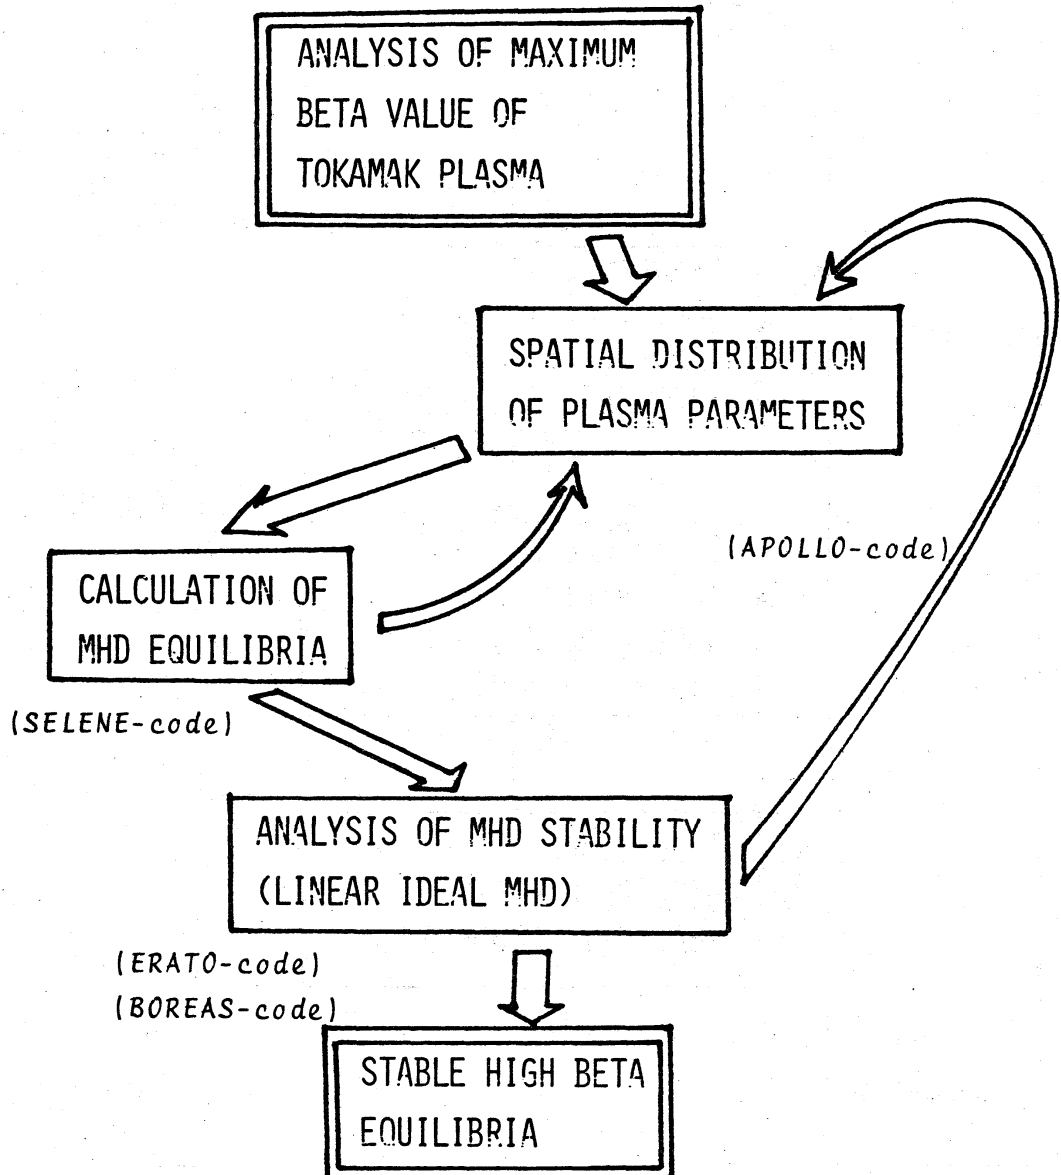 ANALYSIS OF MAXIMUM
BETA VALUE OF
TOKAMAK PLASMA
SPATIAL DISTRIBUTION
OF PLASMA PARAMETERS
(APOLLO-code)
CALCULATION OF
MHD EQUILIBRIA
(SELENE-code)
ANALYSIS OF MHD STABILITY
(LINEAR IDEAL MHD)
(ERATO-code)
(BOREAS-code)
STABLE HIGH BETA
EQUILIBRIA